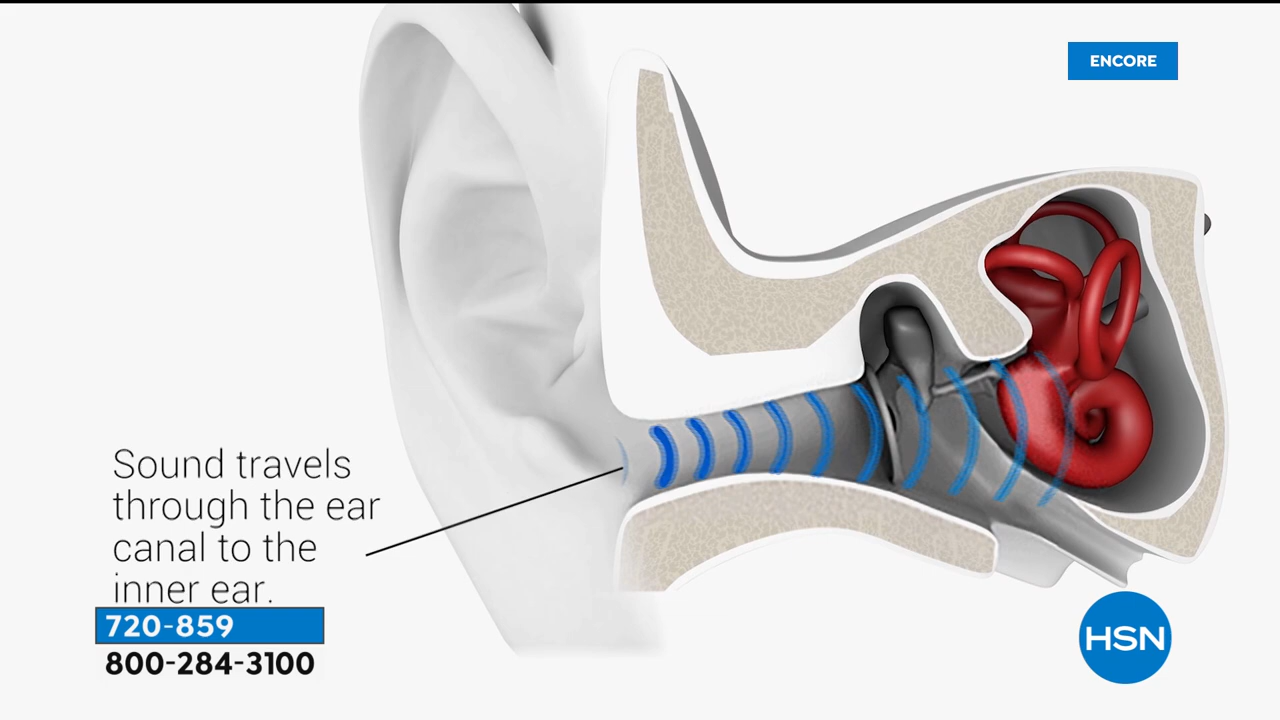 ENCORE
Sound travels
through the ear
canal to the
inner ear.
720-859
800-284-3100
HSN